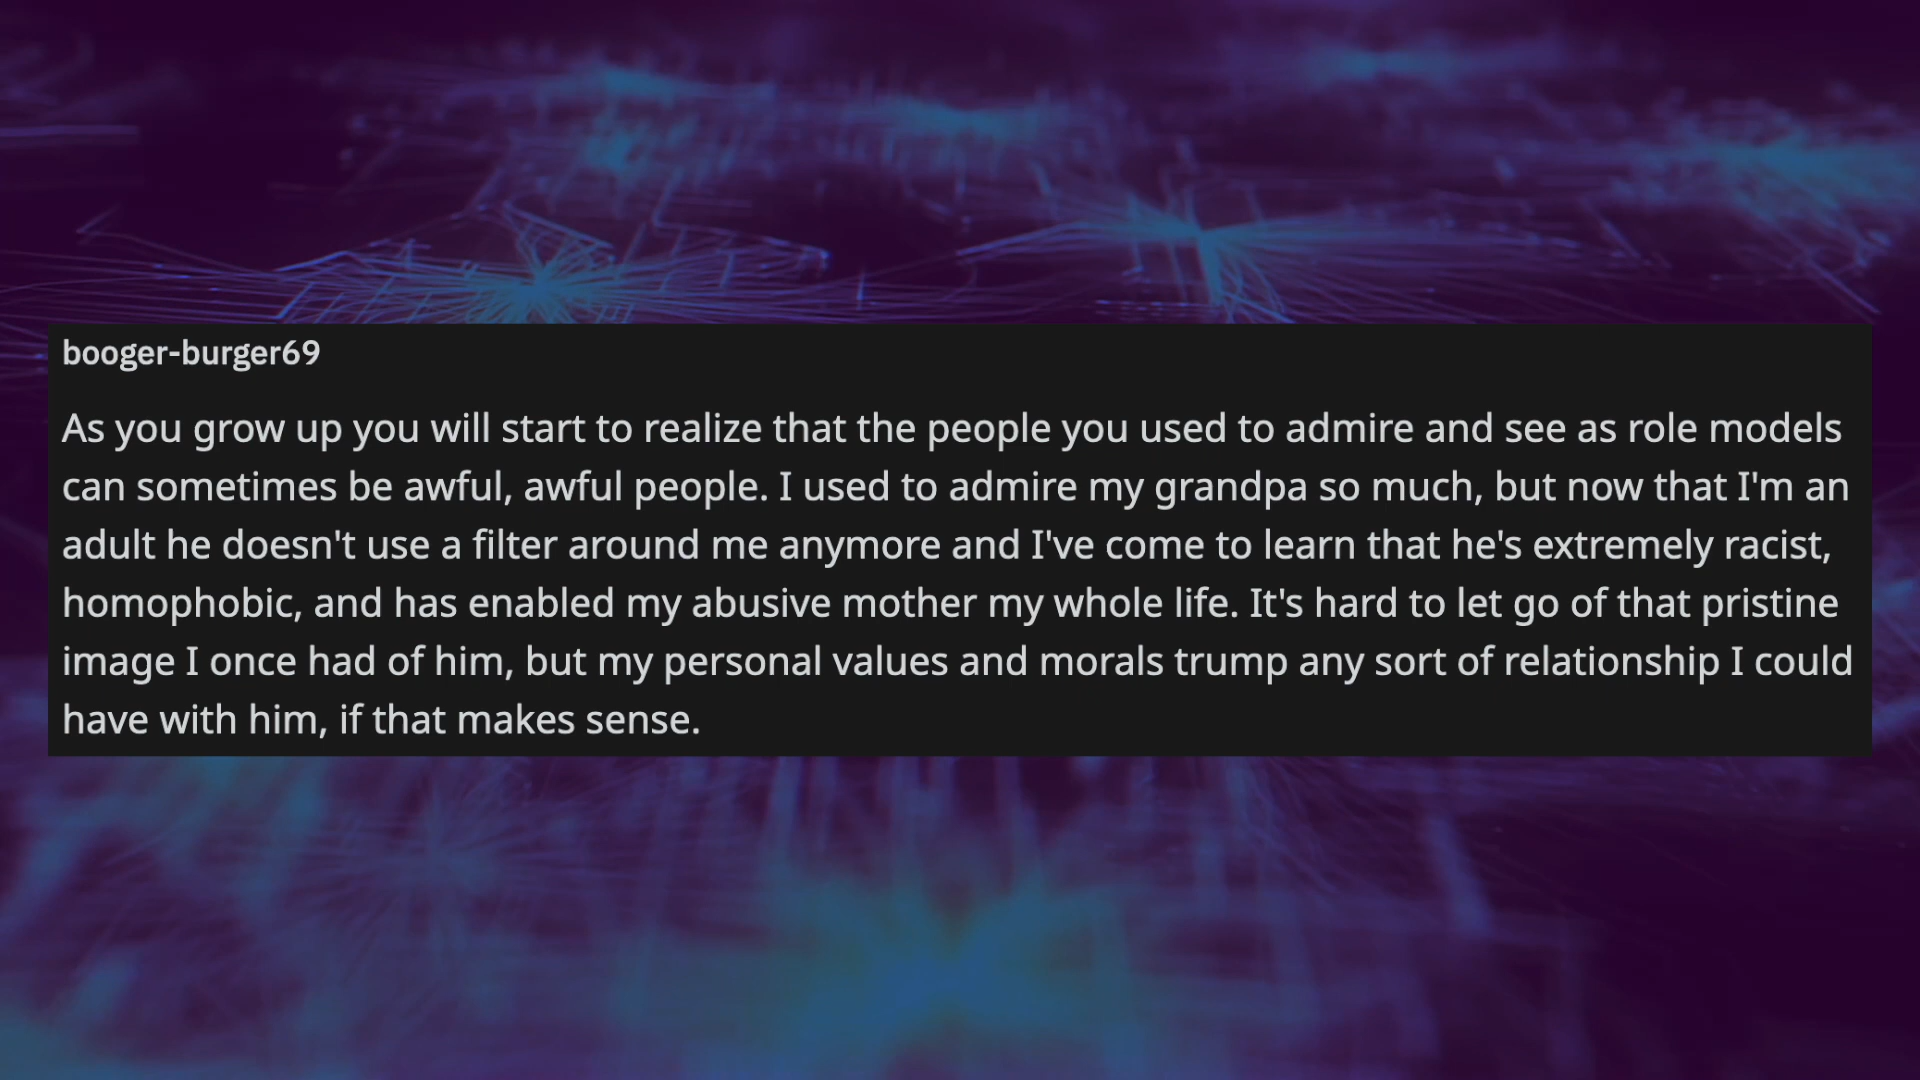 booger-burger69
As you grow up you will start to realize that the people you used to admire and see as role models
can sometimes be awful, awful people. I used to admire my grandpa so much, but now that I'm an
adult he doesn't use a filter around me anymore and I've come to learn that he's extremely racist,
homophobic, and has enabled my abusive mother my whole life. It's hard to let go of that pristine
image I once had of him, but my personal values and morals trump any sort of relationship I could
have with him, if that makes sense.